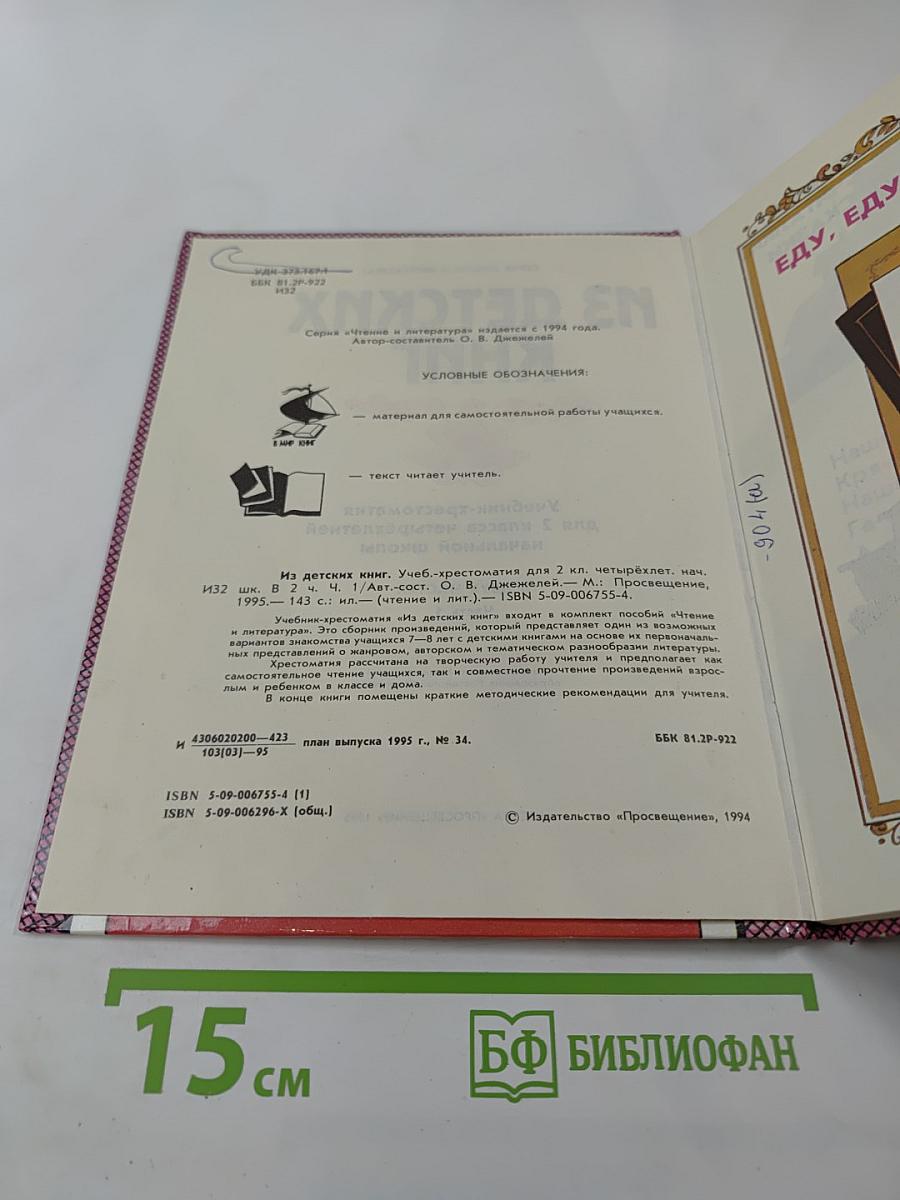 УДК 373.167.1
ББК 81.2Р-922
И32
Серия «Чтение и литература» издается с 1994 года.
Автор-составитель О. В. Джежелей
УСЛОВНЫЕ ОБОЗНАЧЕНИЯ:
В МИР КНИГ
— материал для самостоятельной работы учащихся.
— текст читает учитель.
Из детских книг. Учеб.-хрестоматия для 2 кл. четырёхлет. нач.
И32 шк. В 2 ч. Ч. 1/Авт.-сост. О. В. Джежелей.— М.: Просвещение,
1995.— 143 с.: ил.— (чтение и лит.).— ISBN 5-09-006755-4.
Учебник-хрестоматия «Из детских книг» входит в комплект пособий «Чтение
и литература». Это сборник произведений, который представляет один из возможных
вариантов знакомства учащихся 7—8 лет с детскими книгами на основе их первоначаль-
ных представлений о жанровом, авторском и тематическом разнообразии литературы.
Хрестоматия рассчитана на творческую работу учителя и предполагает как
самостоятельное чтение учащихся, так и совместное прочтение произведений взрос-
лым и ребенком в классе и дома.
В конце книги помещены краткие методические рекомендации для учителя.
И 4306020200—423
103(03)—95
план выпуска 1995 г., № 34.
ББК 81.2Р-922
ISBN 5-09-006755-4 (1)
ISBN 5-09-006296-X (общ.)
© Издательство «Просвещение», 1994
ЕДУ, ЕДУ
15 см
БФ БИБЛИОФАН